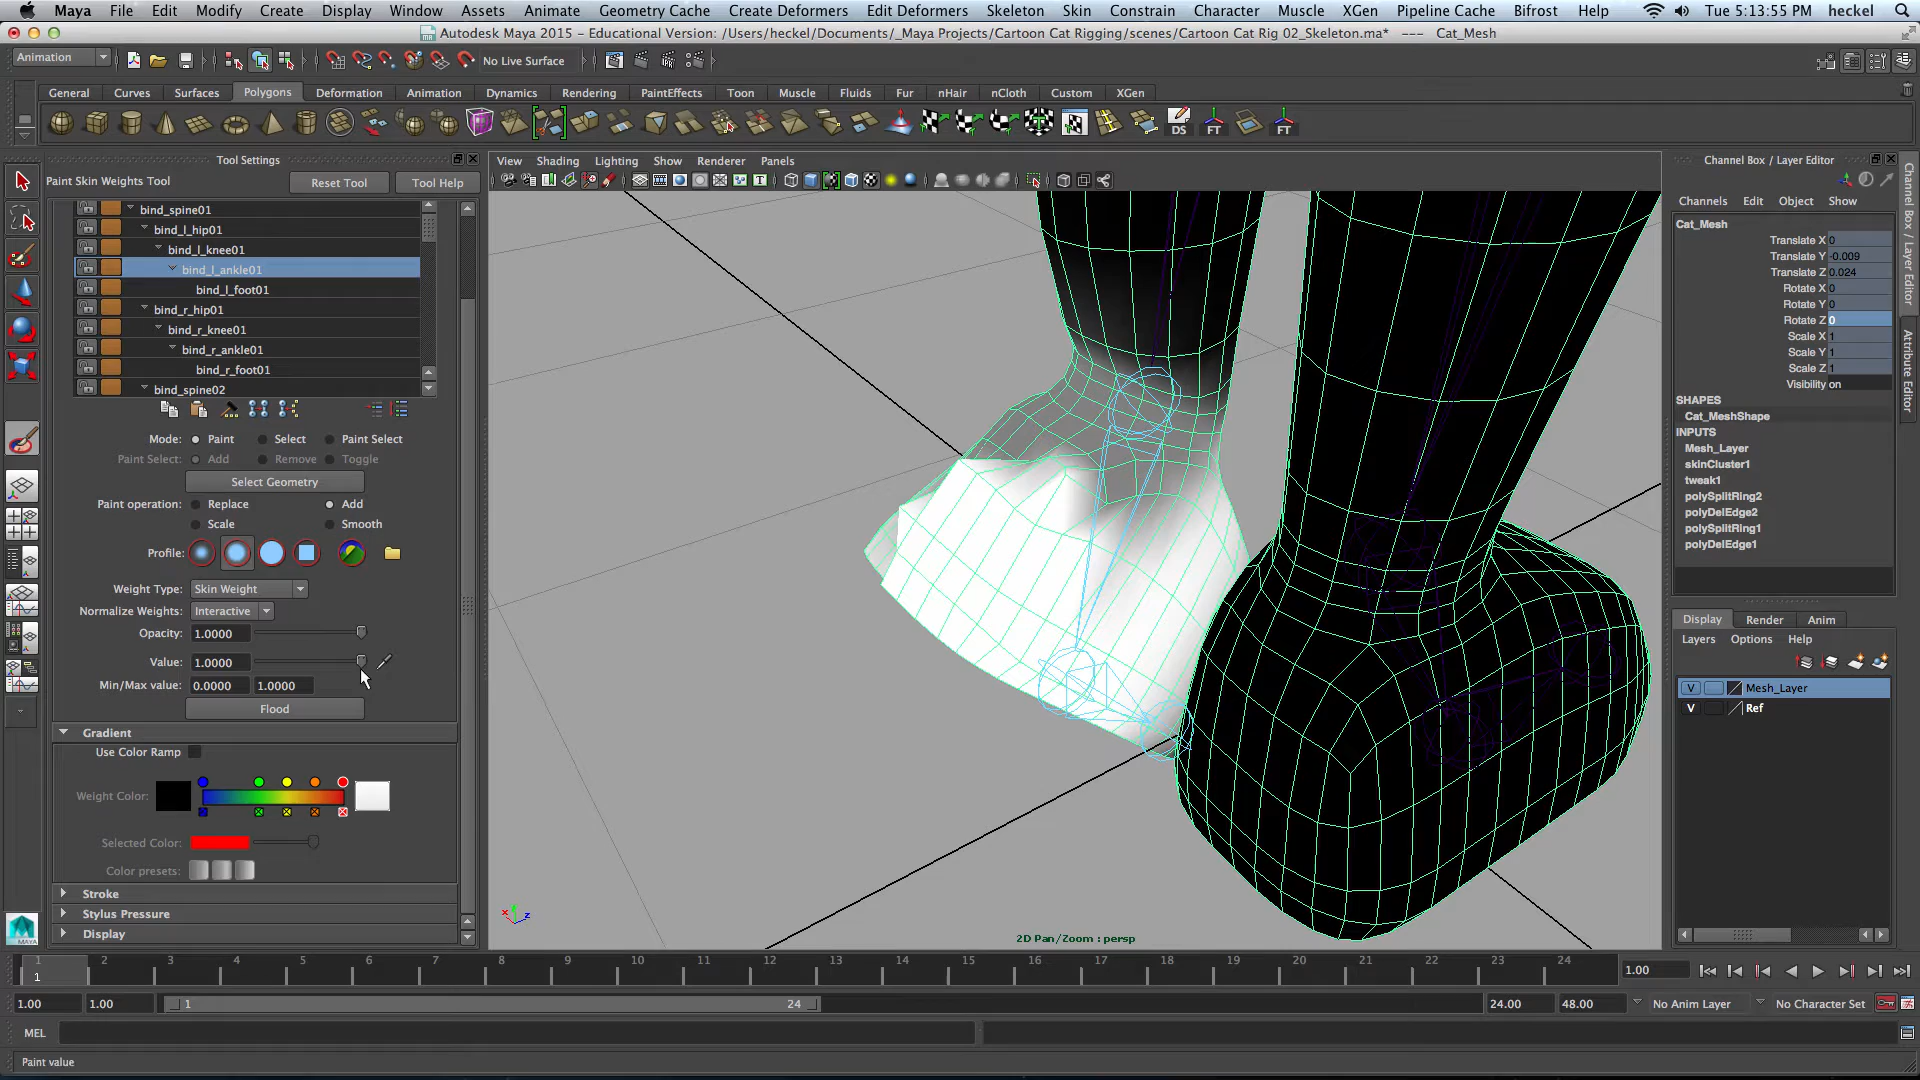 Maya File Edit Modify Create Display Window Assets Animate Geometry Cache Create Deformers Edit Deformers Skeleton Skin Constrain Character Muscle XGen Pipeline Cache Bifrost Help Tue 5:13:55 PM heckel
Autodesk Maya 2015 - Educational Version: /Users/heckel/Documents/_Maya Projects/Cartoon Cat Rigging/scenes/Cartoon Cat Rig 02_Skeleton.ma* --- Cat_Mesh
Animation No Live Surface
General Curves Surfaces Polygons Deformation Animation Dynamics Rendering PaintEffects Toon Muscle Fluids Fur nHair nCloth Custom XGen
DS FT FT
Tool Settings
Paint Skin Weights Tool Reset Tool Tool Help
bind_spine01
bind_l_hip01
bind_l_knee01
bind_l_ankle01
bind_l_foot01
bind_r_hip01
bind_r_knee01
bind_r_ankle01
bind_r_foot01
bind_spine02
Mode: Paint Select Paint Select
Paint Select: Add Remove Toggle
Select Geometry
Paint operation: Replace Add
Scale Smooth
Profile:
Weight Type: Skin Weight
Normalize Weights: Interactive
Opacity: 1.0000
Value: 1.0000
Min/Max value: 0.0000 1.0000
Flood
Gradient
Use Color Ramp
Weight Color:
Selected Color:
Color presets:
Stroke
Stylus Pressure
Display
View Shading Lighting Show Renderer Panels
2D Pan/Zoom : persp
Channel Box / Layer Editor
Channels Edit Object Show
Cat_Mesh
Translate X 0
Translate Y -0.009
Translate Z 0.024
Rotate X 0
Rotate Y 0
Rotate Z 0
Scale X 1
Scale Y 1
Scale Z 1
Visibility on
SHAPES
Cat_MeshShape
INPUTS
Mesh_Layer
skinCluster1
tweak1
polySplitRing2
polyDelEdge2
polySplitRing1
polyDelEdge1
Display Render Anim
Layers Options Help
V Mesh_Layer
V Ref
Channel Box / Layer Editor
Attribute Editor
1 2 3 4 5 6 7 8 9 10 11 12 13 14 15 16 17 18 19 20 21 22 23 24
1 1.00
1.00 1.00 1 24 24.00 48.00 No Anim Layer No Character Set
MEL
Paint value